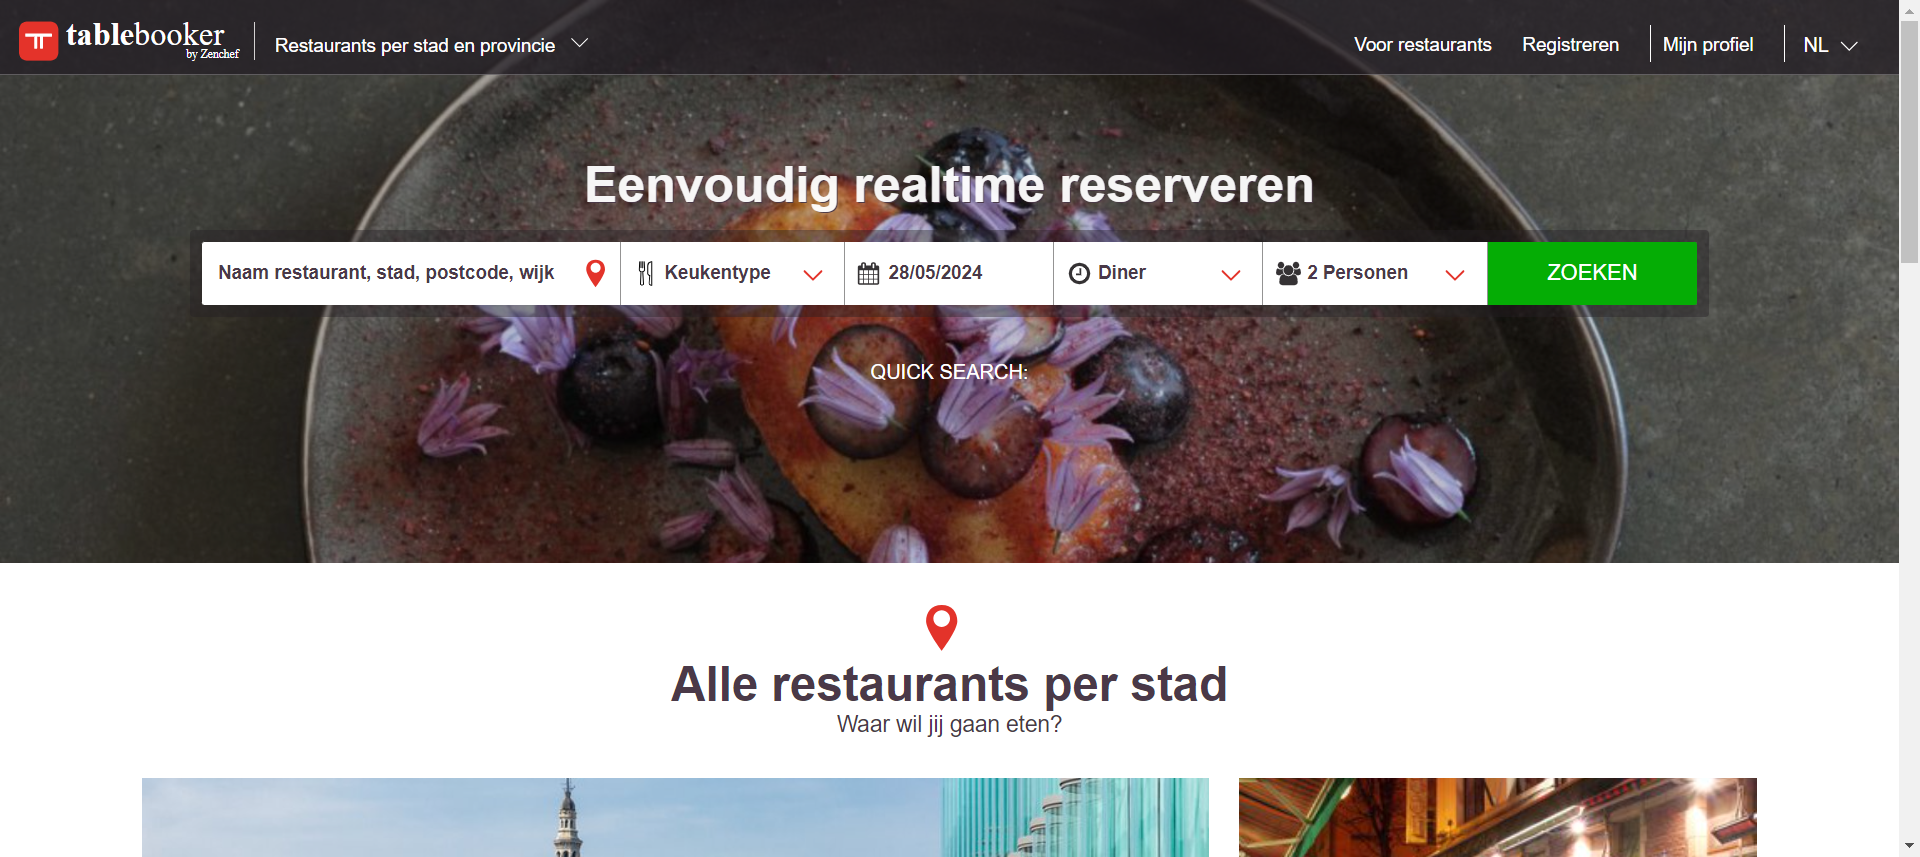 tablebooker
by Zenchef
Restaurants per stad en provincie
Voor restaurants
Registreren
Mijn profiel
NL
Eenvoudig realtime reserveren
Naam restaurant, stad, postcode, wijk
Keukentype
28/05/2024
Diner
2 Personen
ZOEKEN
QUICK SEARCH:
Alle restaurants per stad
Waar wil jij gaan eten?